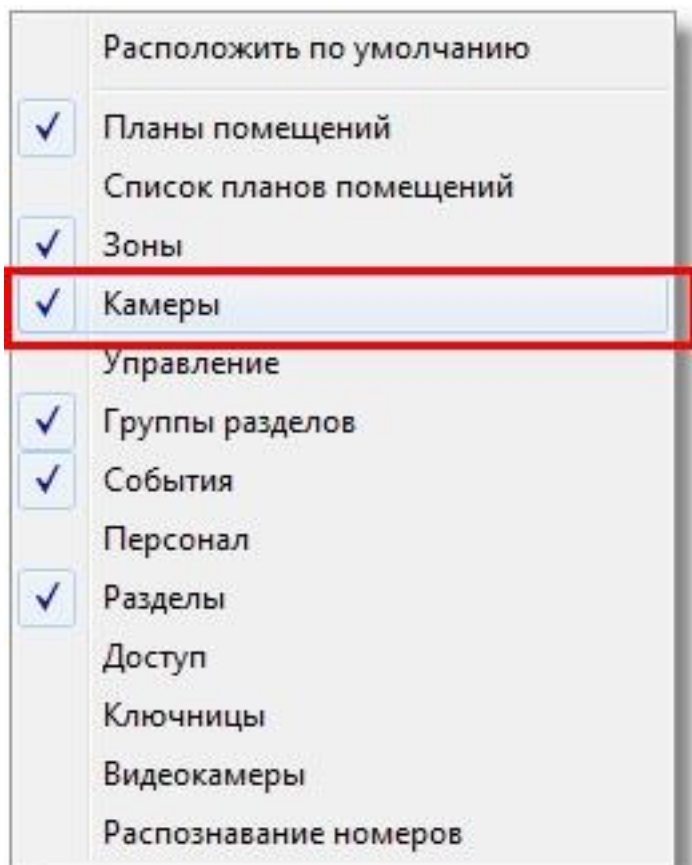 Расположить по умолчанию
Планы помещений
Список планов помещений
Зоны
Камеры
Управление
Группы разделов
События
Персонал
Разделы
Доступ
Ключницы
Видеокамеры
Распознавание номеров